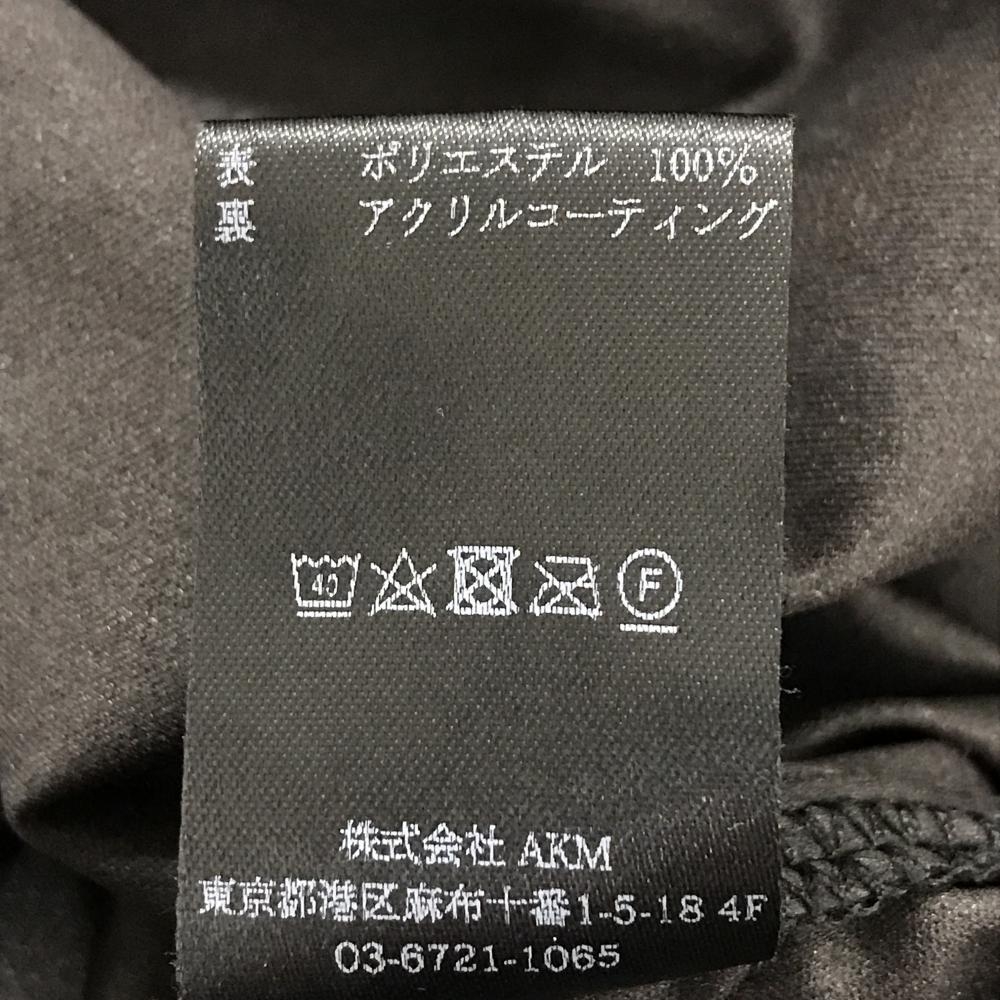 表 ポリエステル 100%
裏 アクリルコーティング
40 F
株式会社 AKM
東京都港区麻布十番1-5-18 4F
03-6721-1065